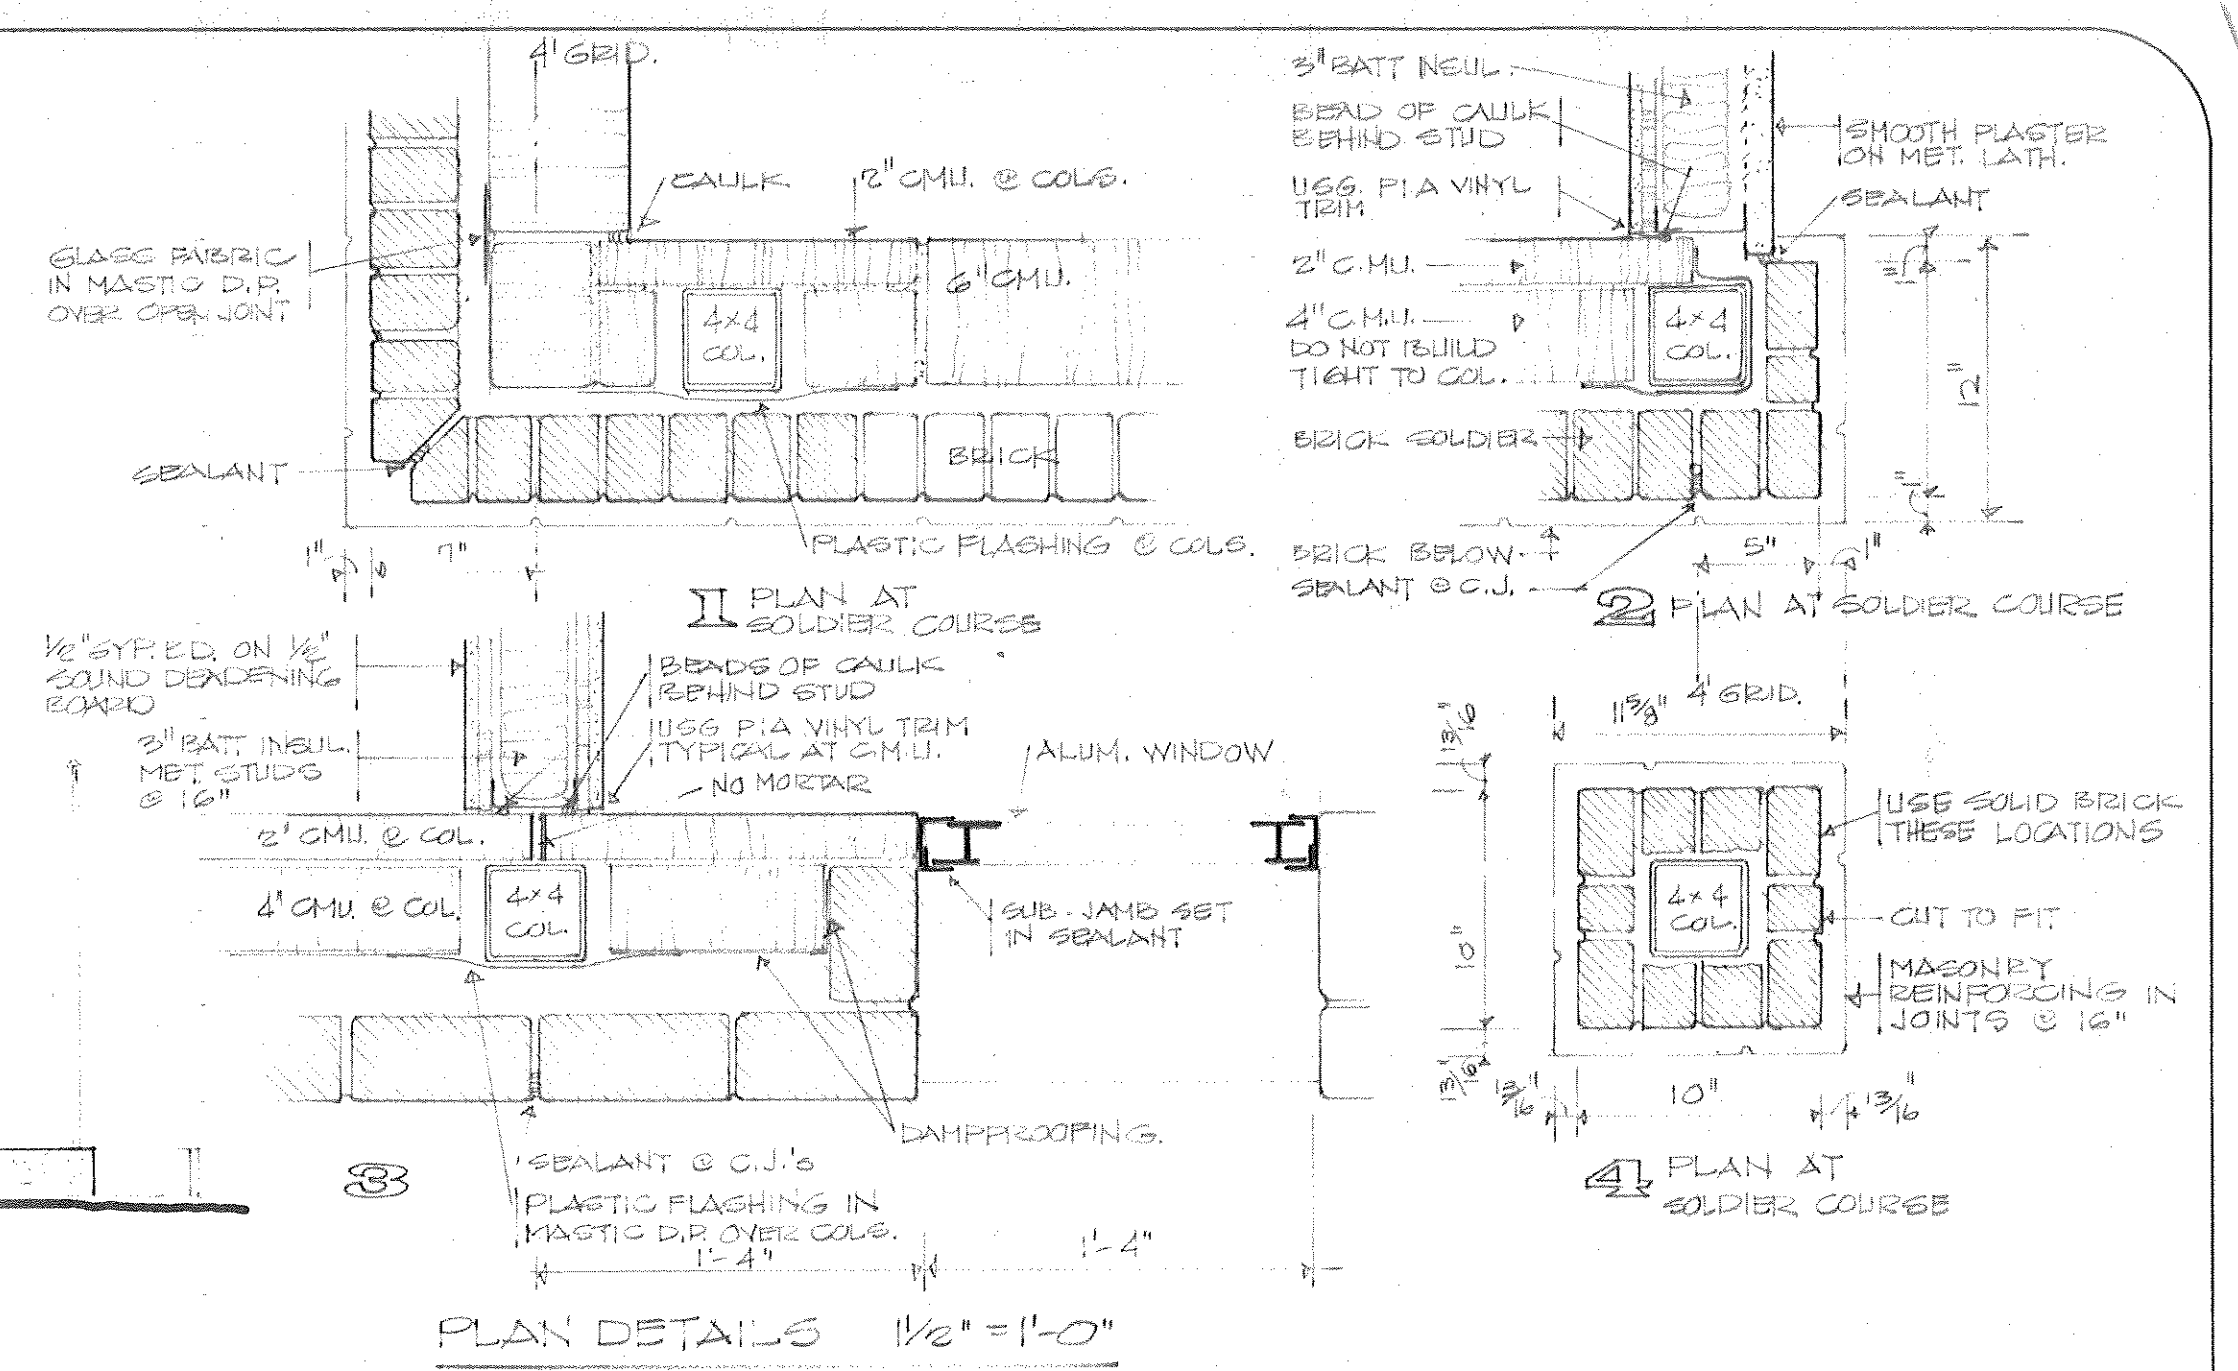 4' GRID.
CAULK.
2" CMU. @ COLS.
GLASS FABRIC
IN MASTIC D.P.
OVER OPEN JOINT
6" CMU.
4x4
COL.
SEALANT
BRICK
PLASTIC FLASHING @ COLS.
1"
7"
1 PLAN AT
SOLDIER COURSE
3" BATT INSUL.
BEAD OF CAULK
BEHIND STUD
USG. P.1.A VINYL
TRIM
2" C.M.U.
4" C.M.U.
DO NOT BUILD
TIGHT TO COL.
BRICK SOLDIER
BRICK BELOW
SEALANT @ C.J.
SMOOTH PLASTER
ON MET. LATH.
SEALANT
4x4
COL.
1"
12"
1"
5"
1"
2 PLAN AT SOLDIER COURSE
4' GRID.
1/2" GYP. BD. ON 1/2"
SOUND DEADENING
BOARD
3" BATT INSUL.
MET. STUDS
@ 16"
BEADS OF CAULK
BEHIND STUD
USG P.1.A VINYL TRIM
TYPICAL AT C.M.U.
NO MORTAR
ALUM. WINDOW
2" CMU. @ COL.
4" CMU. @ COL.
4x4
COL.
SUB-JAMB SET
IN SEALANT
DAMPPROOFING.
3
SEALANT @ C.J.'s
PLASTIC FLASHING IN
MASTIC D.P. OVER COLS.
1'-4"
1'-4"
11 5/8"
13/16
10"
13/16"
4x4
COL.
USE SOLID BRICK
THESE LOCATIONS
CUT TO FIT
MASONRY
REINFORCING IN
JOINTS @ 16"
13/16"
10"
13/16"
4 PLAN AT
SOLDIER COURSE
PLAN DETAILS 1 1/2" = 1'-0"